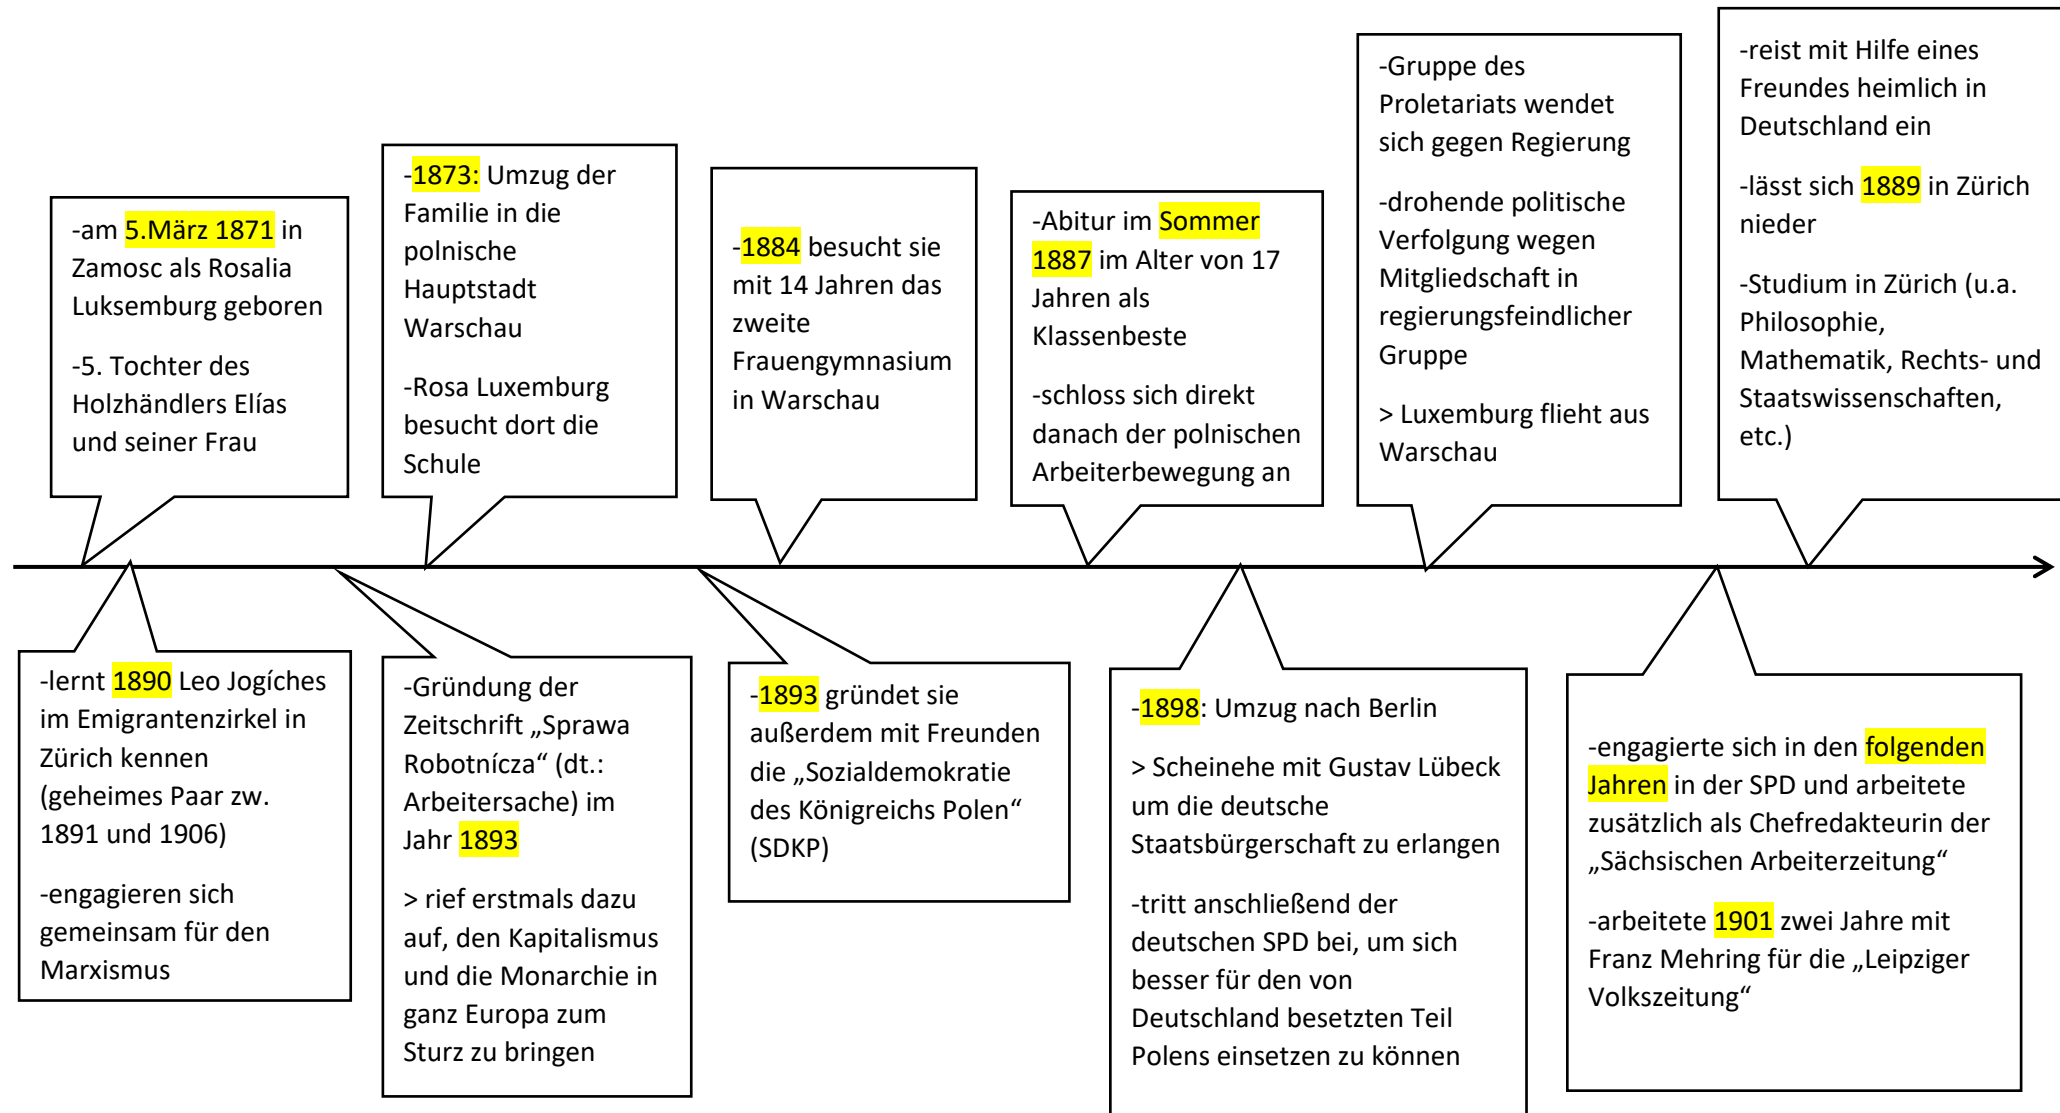 -am 5.März 1871 in
Zamosc als Rosalia
Luksemburg geboren
-5. Tochter des
Holzhändlers Elías
und seiner Frau
-1873: Umzug der
Familie in die
polnische
Hauptstadt
Warschau
-Rosa Luxemburg
besucht dort die
Schule
-1884 besucht sie
mit 14 Jahren das
zweite
Frauengymnasium
in Warschau
-Abitur im Sommer
1887 im Alter von 17
Jahren als
Klassenbeste
-schloss sich direkt
danach der polnischen
Arbeiterbewegung an
-Gruppe des
Proletariats wendet
sich gegen Regierung
-drohende politische
Verfolgung wegen
Mitgliedschaft in
regierungsfeindlicher
Gruppe
> Luxemburg flieht aus
Warschau
-reist mit Hilfe eines
Freundes heimlich in
Deutschland ein
-lässt sich 1889 in Zürich
nieder
-Studium in Zürich (u.a.
Philosophie,
Mathematik, Rechts- und
Staatswissenschaften,
etc.)
-lernt 1890 Leo Jogíches
im Emigrantenzirkel in
Zürich kennen
(geheimes Paar zw.
1891 und 1906)
-engagieren sich
gemeinsam für den
Marxismus
-Gründung der
Zeitschrift „Sprawa
Robotnícza“ (dt.:
Arbeitersache) im
Jahr 1893
> rief erstmals dazu
auf, den Kapitalismus
und die Monarchie in
ganz Europa zum
Sturz zu bringen
-1893 gründet sie
außerdem mit Freunden
die „Sozialdemokratie
des Königreichs Polen“
(SDKP)
-1898: Umzug nach Berlin
> Scheinehe mit Gustav Lübeck
um die deutsche
Staatsbürgerschaft zu erlangen
-tritt anschließend der
deutschen SPD bei, um sich
besser für den von
Deutschland besetzten Teil
Polens einsetzen zu können
-engagierte sich in den folgenden
Jahren in der SPD und arbeitete
zusätzlich als Chefredakteurin der
„Sächsischen Arbeiterzeitung“
-arbeitete 1901 zwei Jahre mit
Franz Mehring für die „Leipziger
Volkszeitung“